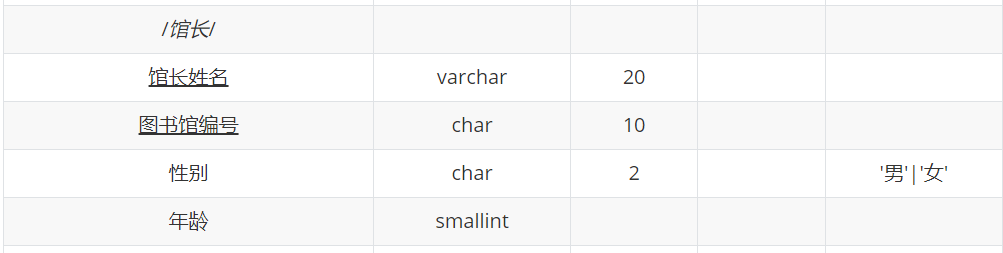 /馆长/
馆长姓名 varchar 20
图书馆编号 char 10
性别 char 2 '男'|'女'
年龄 smallint